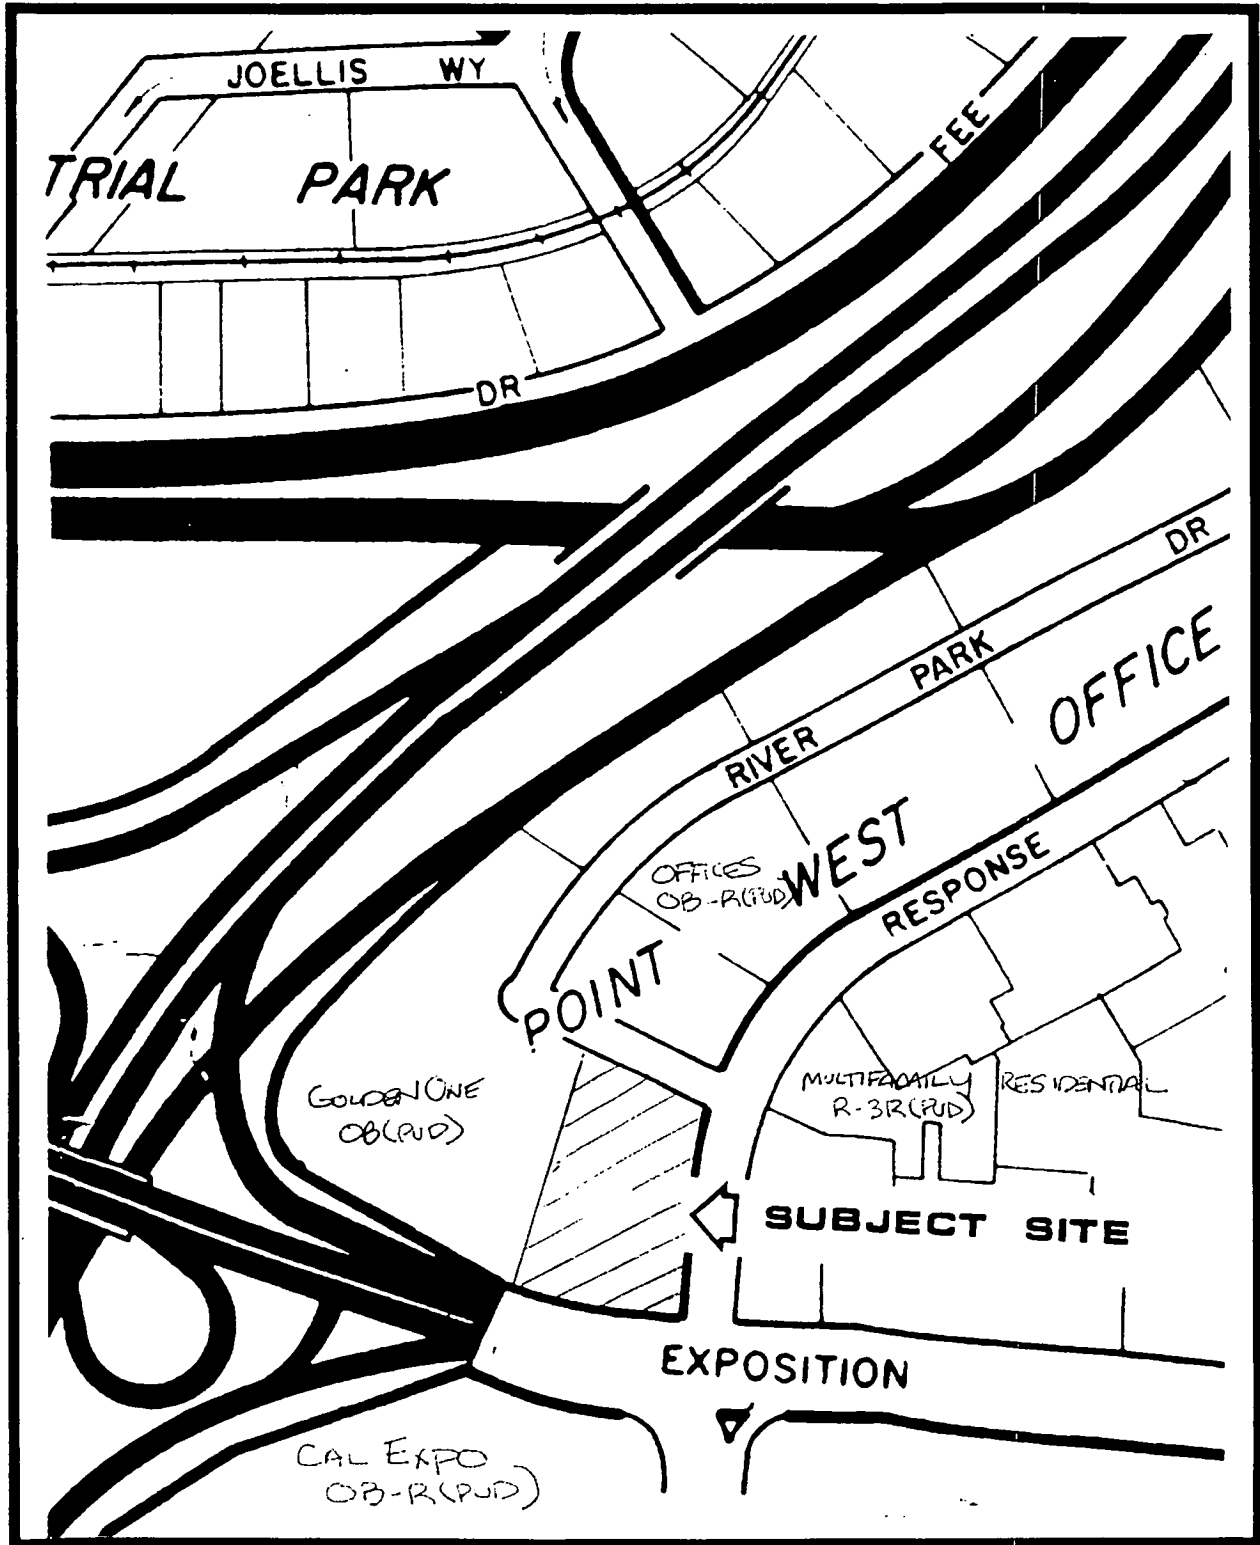 JOELLIS WY
FEE
TRIAL PARK
DR
DR
RIVER PARK
OFFICE
OFFICES
OB-R(PUD)
WEST
RESPONSE
POINT
GOLDEN ONE
OB(PUD)
MULTIFAMILY RESIDENTIAL
R-3R(PUD)
SUBJECT SITE
EXPOSITION
CAL EXPO
OB-R(PUD)